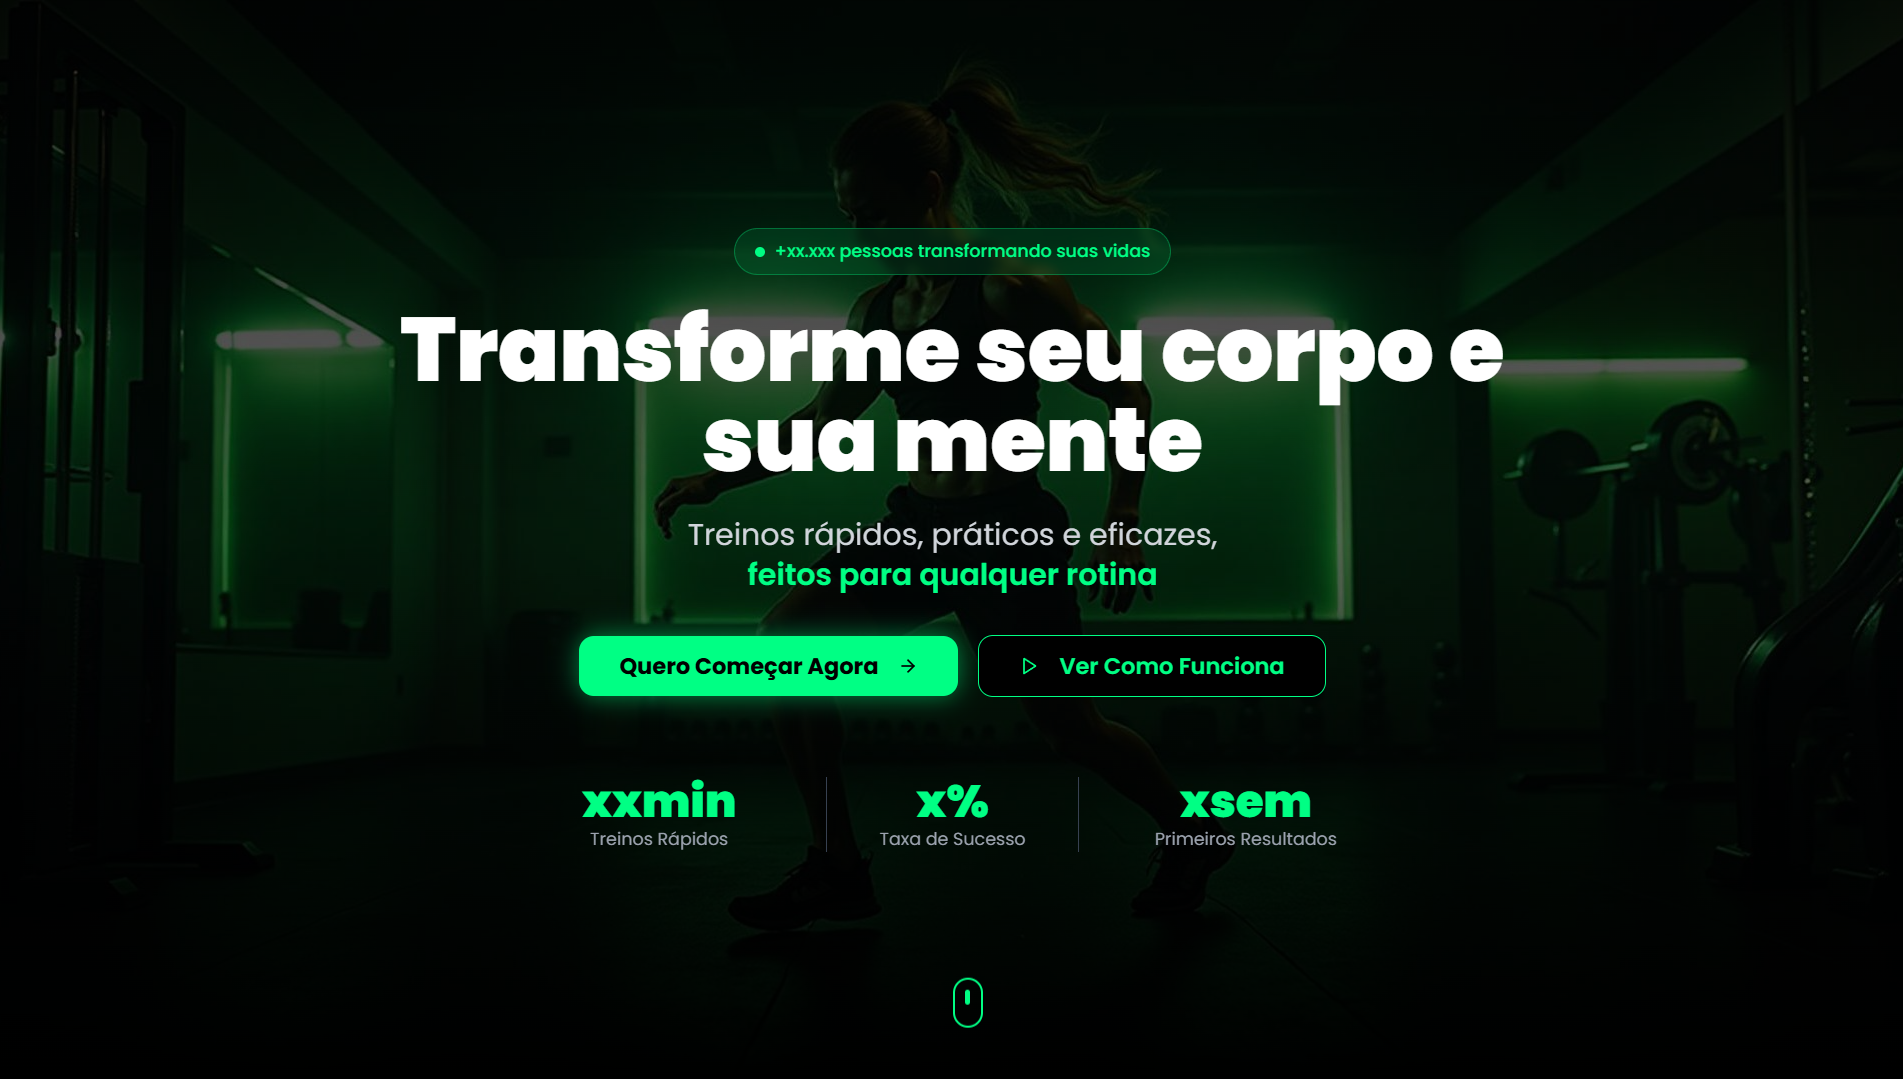 +xx.xxx pessoas transformando suas vidas
Transforme seu corpo e
sua mente
Treinos rápidos, práticos e eficazes,
feitos para qualquer rotina
Quero Começar Agora
Ver Como Funciona
xxmin
Treinos Rápidos
x%
Taxa de Sucesso
xsem
Primeiros Resultados